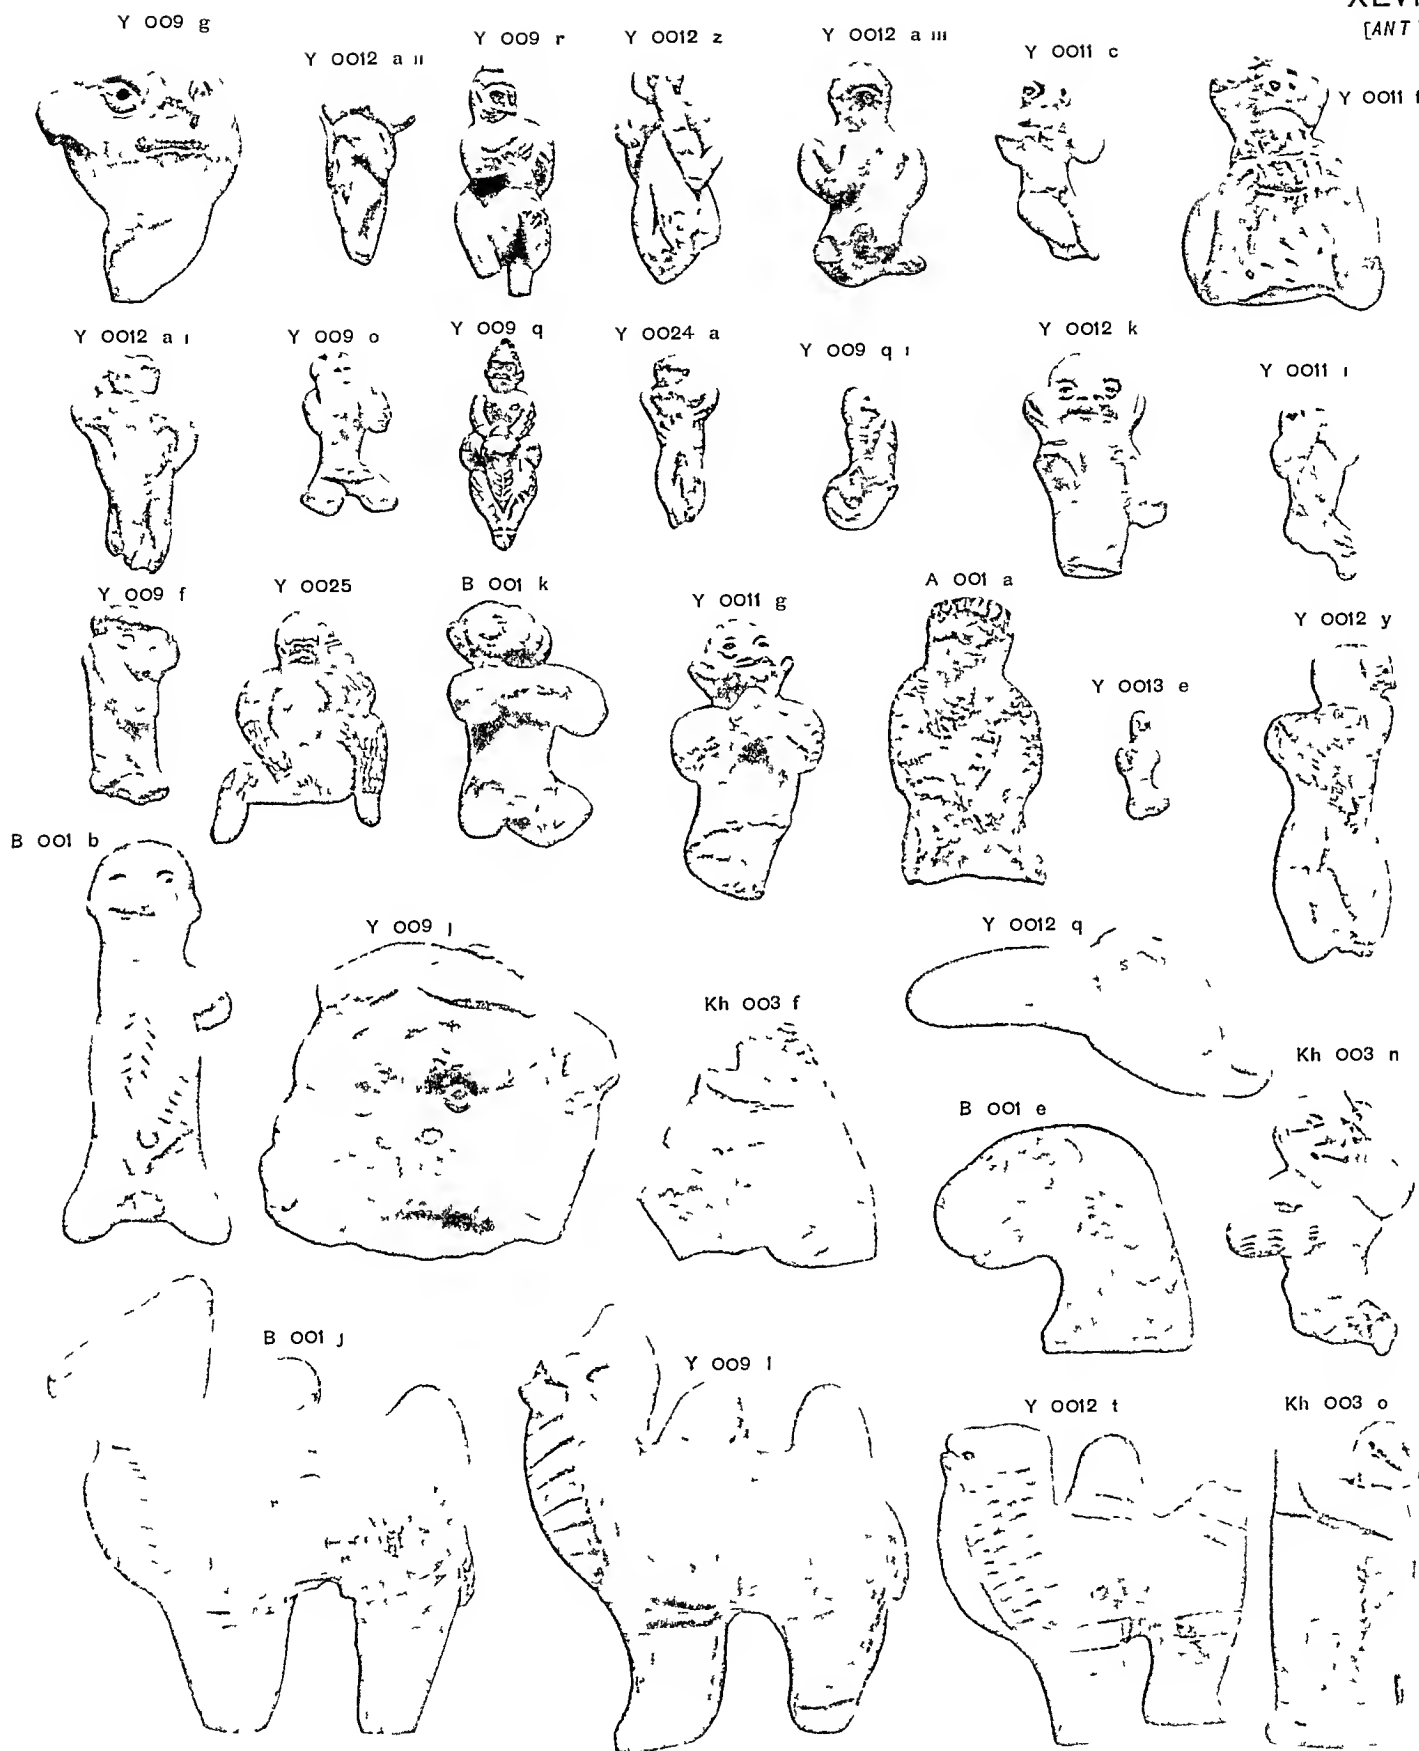 [ANT
Y 009 g
Y 0012 a ii
Y 009 r
Y 0012 z
Y 0012 a iii
Y 0011 c
Y 0011
Y 0012 a i
Y 009 o
Y 009 q
Y 0024 a
Y 009 q i
Y 0012 k
Y 0011 i
Y 009 f
Y 0025
B 001 k
Y 0011 g
A 001 a
Y 0013 e
Y 0012 y
B 001 b
Y 009 j
Kh 003 f
Y 0012 q
B 001 e
Kh 003 n
B 001 j
Y 009 l
Y 0012 t
Kh 003 o